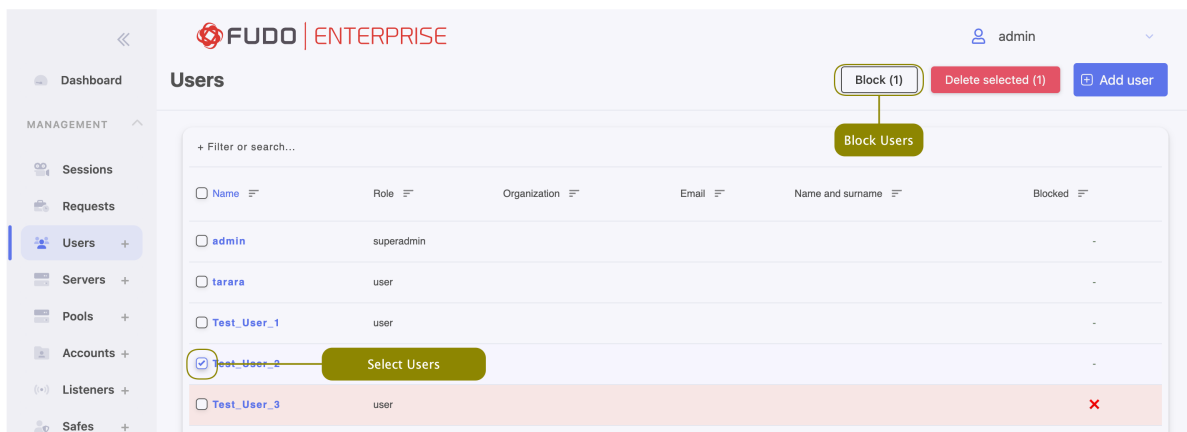 FUDO ENTERPRISE
admin
Dashboard
Users
Block (1)
Delete selected (1)
Add user
MANAGEMENT
Block Users
+ Filter or search...
Sessions
Name
Role
Organization
Email
Name and surname
Blocked
Requests
Users +
admin superadmin -
Servers +
tarara user -
Pools +
Test_User_1 user -
Accounts +
Test_User_2 -
Select Users
Listeners +
Test_User_3 user
Safes +